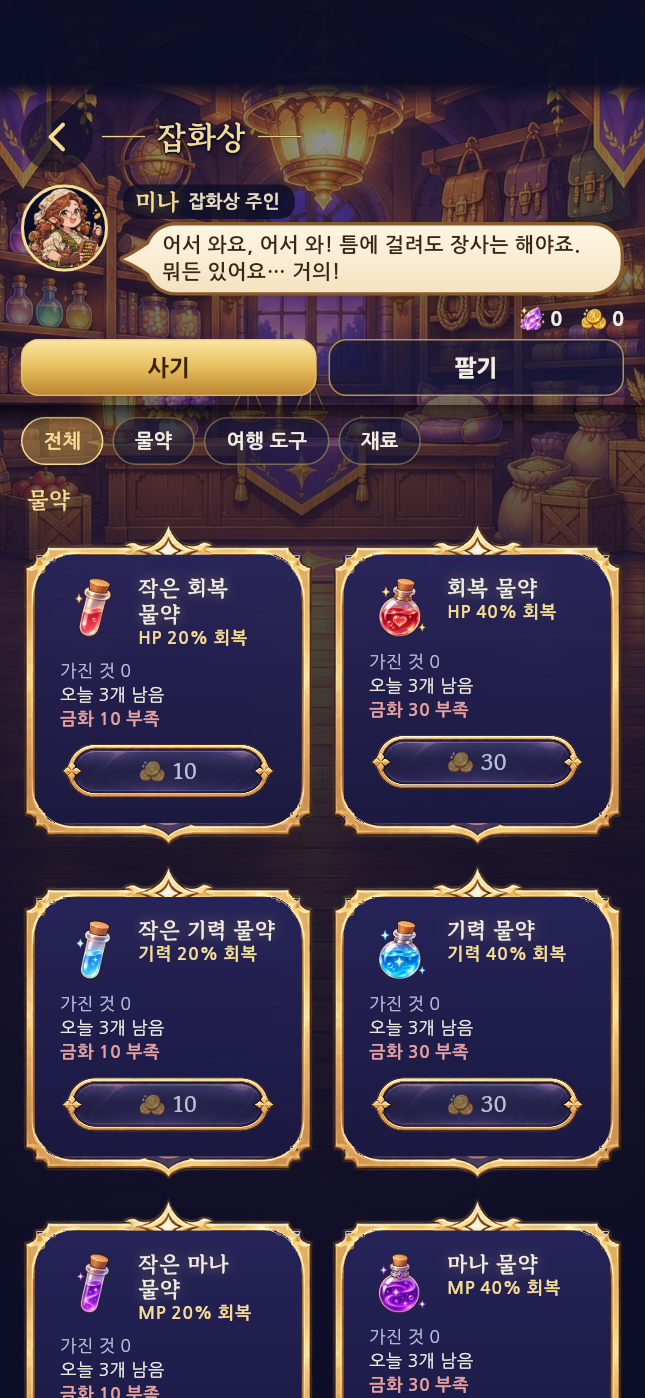 잡화상
미나 잡화상 주인
어서 와요, 어서 와! 틈에 걸려도 장사는 해야죠.
뭐든 있어요… 거의!
0 0
사기 팔기
전체 물약 여행 도구 재료
물약
작은 회복
물약
HP 20% 회복
가진 것 0
오늘 3개 남음
금화 10 부족
10
회복 물약
HP 40% 회복
가진 것 0
오늘 3개 남음
금화 30 부족
30
작은 기력 물약
기력 20% 회복
가진 것 0
오늘 3개 남음
금화 10 부족
10
기력 물약
기력 40% 회복
가진 것 0
오늘 3개 남음
금화 30 부족
30
작은 마나
물약
MP 20% 회복
가진 것 0
오늘 3개 남음
금화 10 부족
마나 물약
MP 40% 회복
가진 것 0
오늘 3개 남음
금화 30 부족